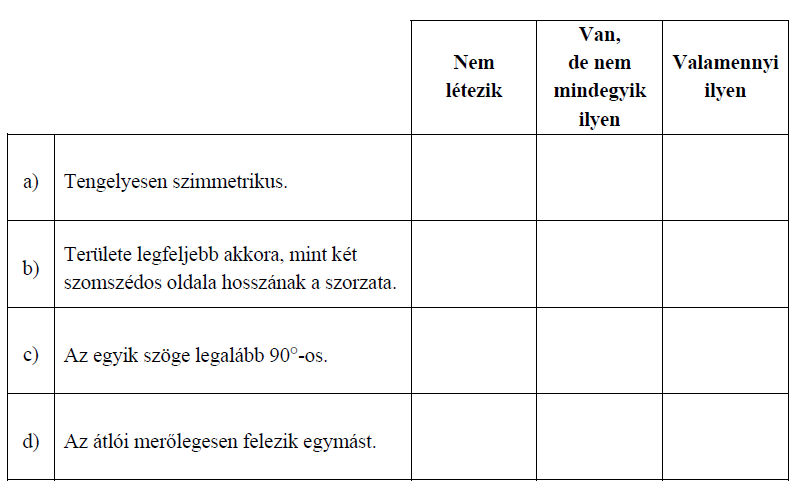 Nem
létezik
Van,
de nem
mindegyik
ilyen
Valamennyi
ilyen
a) Tengelyesen szimmetrikus.
b) Területe legfeljebb akkora, mint két
szomszédos oldala hosszának a szorzata.
c) Az egyik szöge legalább 90°-os.
d) Az átlói merőlegesen felezik egymást.